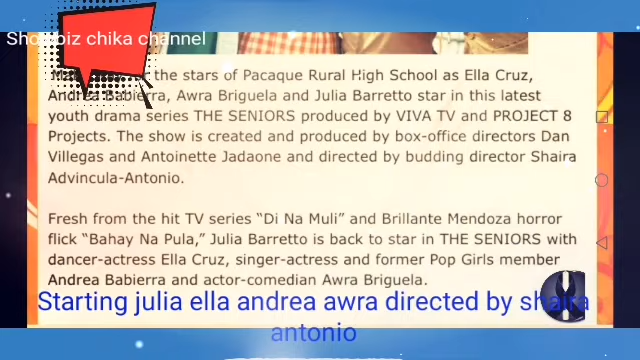 Showbiz chika channel
the stars of Pacaque Rural High School as Ella Cruz,
Andrea Babierra, Awra Briguela and Julia Barretto star in this latest
youth drama series THE SENIORS produced by VIVA TV and PROJECT 8
Projects. The show is created and produced by box-office directors Dan
Villegas and Antoinette Jadaone and directed by budding director Shaira
Advincula-Antonio.
Fresh from the hit TV series “Di Na Muli” and Brillante Mendoza horror
flick “Bahay Na Pula,” Julia Barretto is back to star in THE SENIORS with
dancer-actress Ella Cruz, singer-actress and former Pop Girls member
Andrea Babierra and actor-comedian Awra Briguela.
Starting julia ella andrea awra directed by shaira
antonio